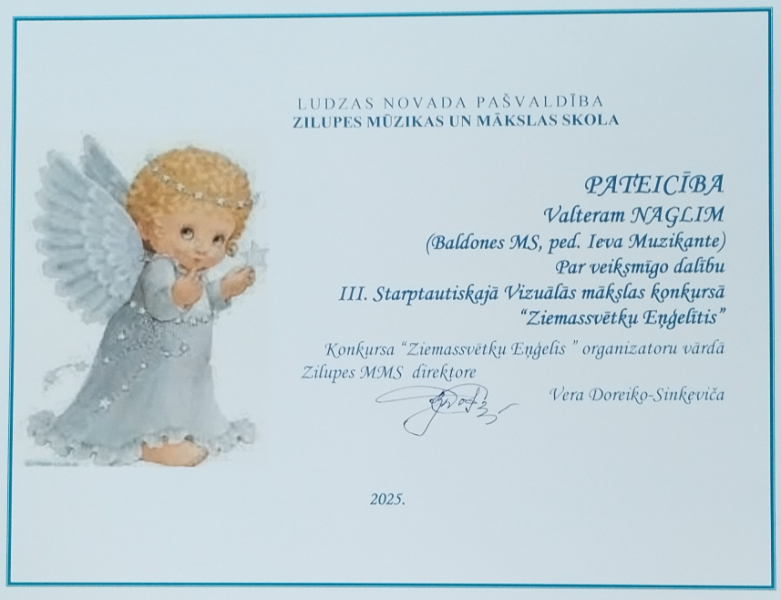 LUDZAS NOVADA PAŠVALDĪBA
ZILUPES MŪZIKAS UN MĀKSLAS SKOLA
PATEICĪBA
Valteram NAGLIM
(Baldones MS, ped. Ieva Muzikante)
Par veiksmīgo dalību
III. Starptautiskajā Vizuālās mākslas konkursā
“Ziemassvētku Eņģelītis”
Konkursa “Ziemassvētku Eņģelis ” organizatoru vārdā
Zilupes MMS direktore
Vera Doreiko-Sinkeviča
2025.